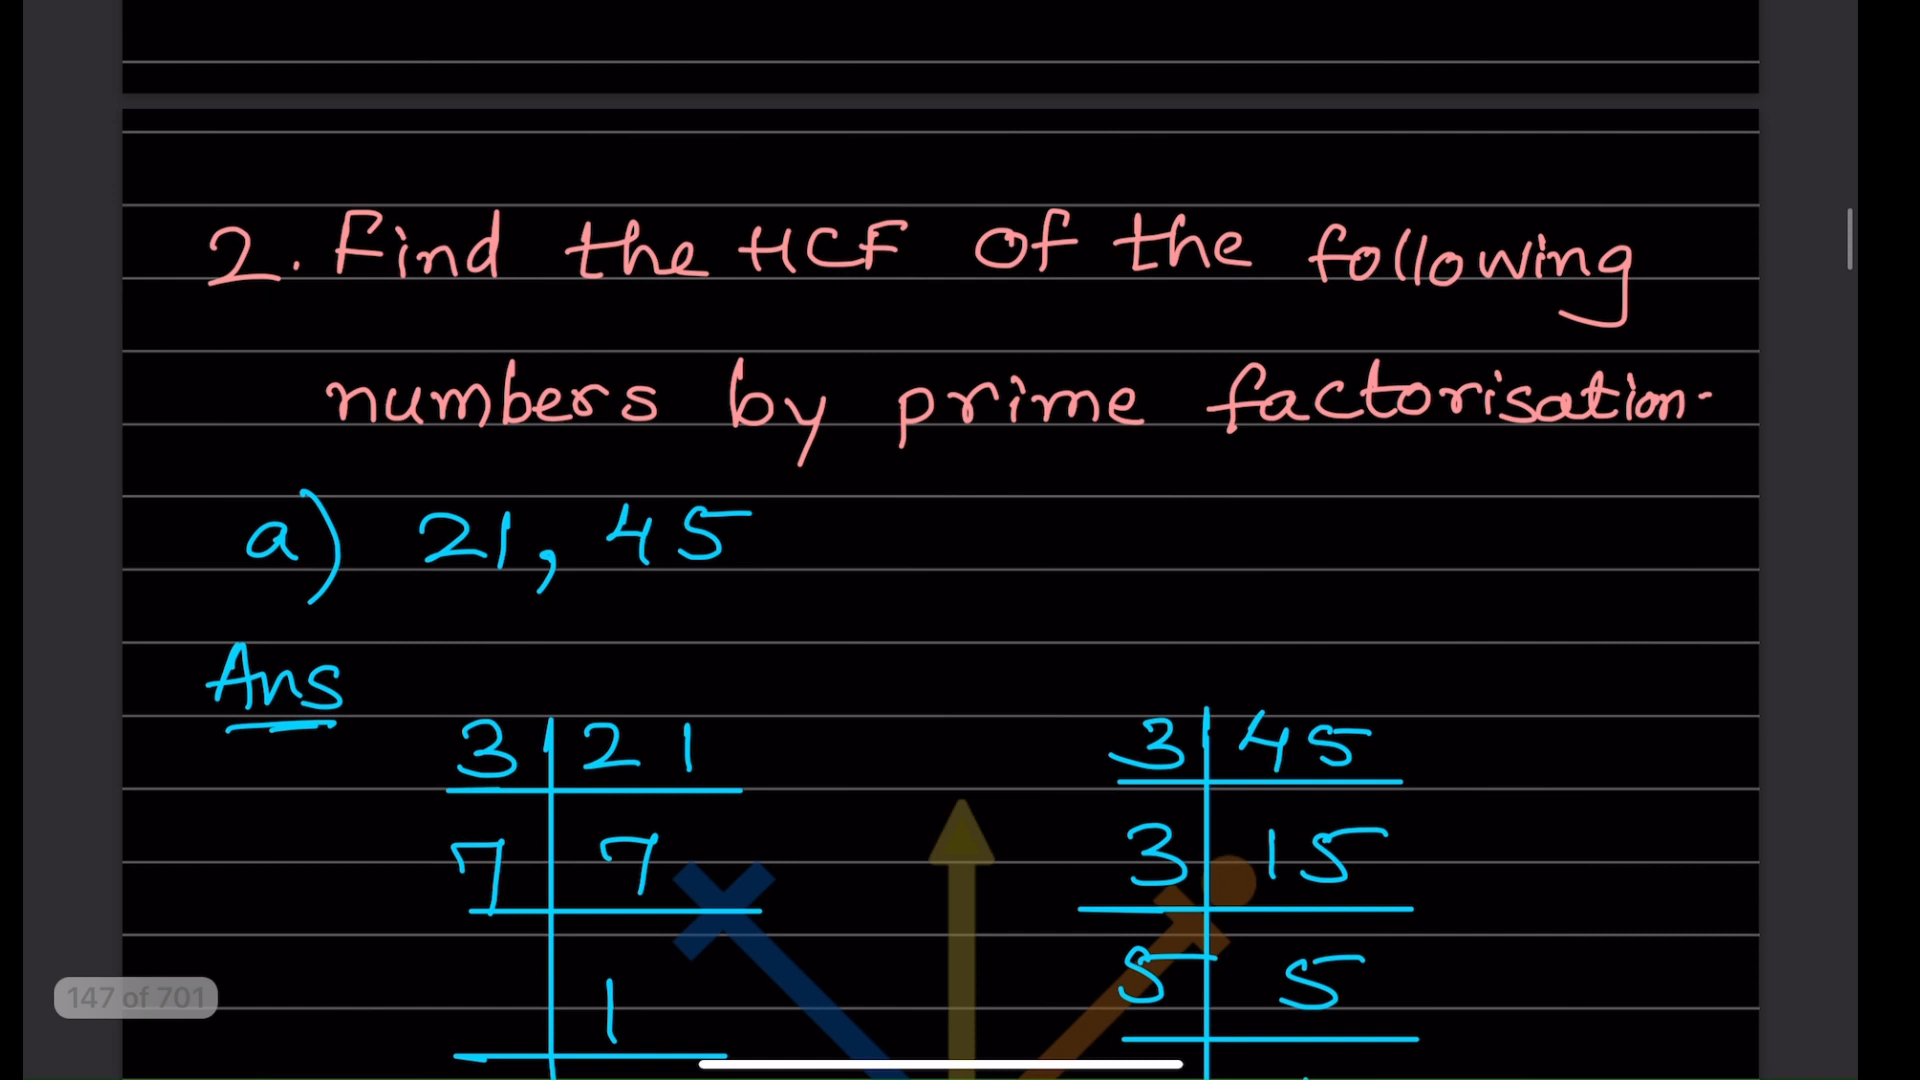 2. Find the HCF of the following
numbers by prime factorisation.
a) 21, 45
Ans
3 | 21
7 | 7
1
3 | 45
3 | 15
5 | 5
147 of 701